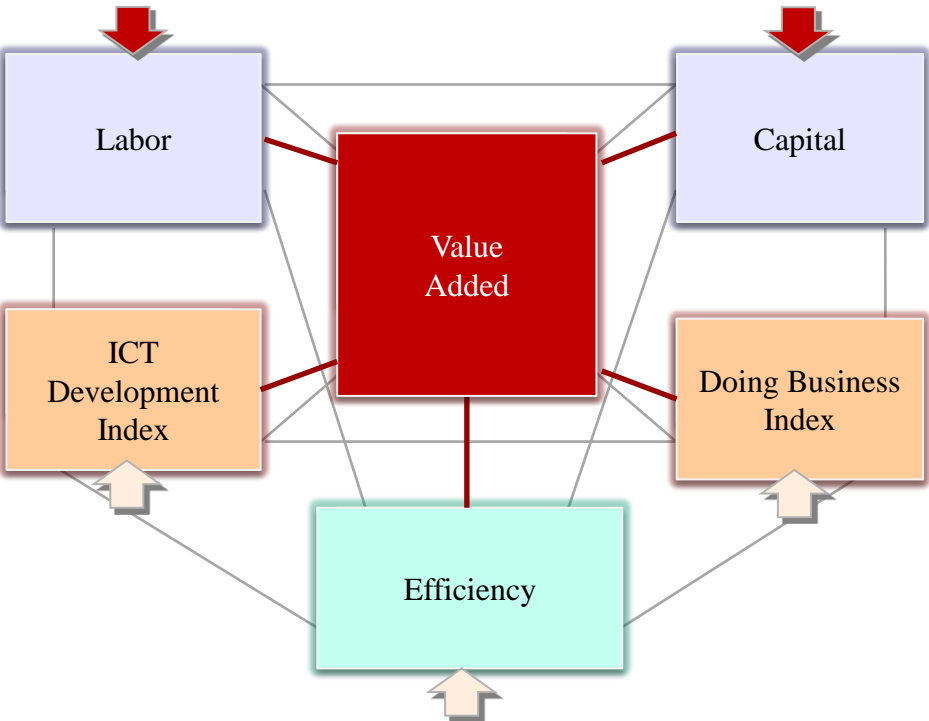 Labor
Capital
Value
Added
ICT
Development
Index
Doing Business
Index
Efficiency